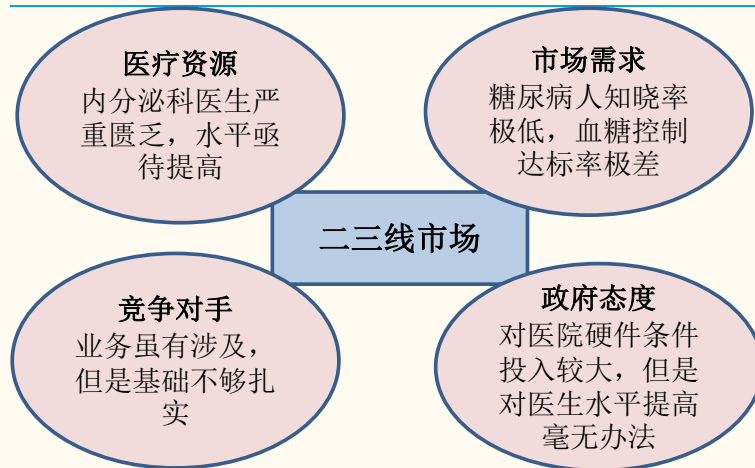 医疗资源
内分泌科医生严
重匮乏，水平亟
待提高
市场需求
糖尿病人知晓率
极低，血糖控制
达标率极差
二三线市场
竞争对手
业务虽有涉及，
但是基础不够扎
实
政府态度
对医院硬件条件
投入较大，但是
对医生水平提高
毫无办法